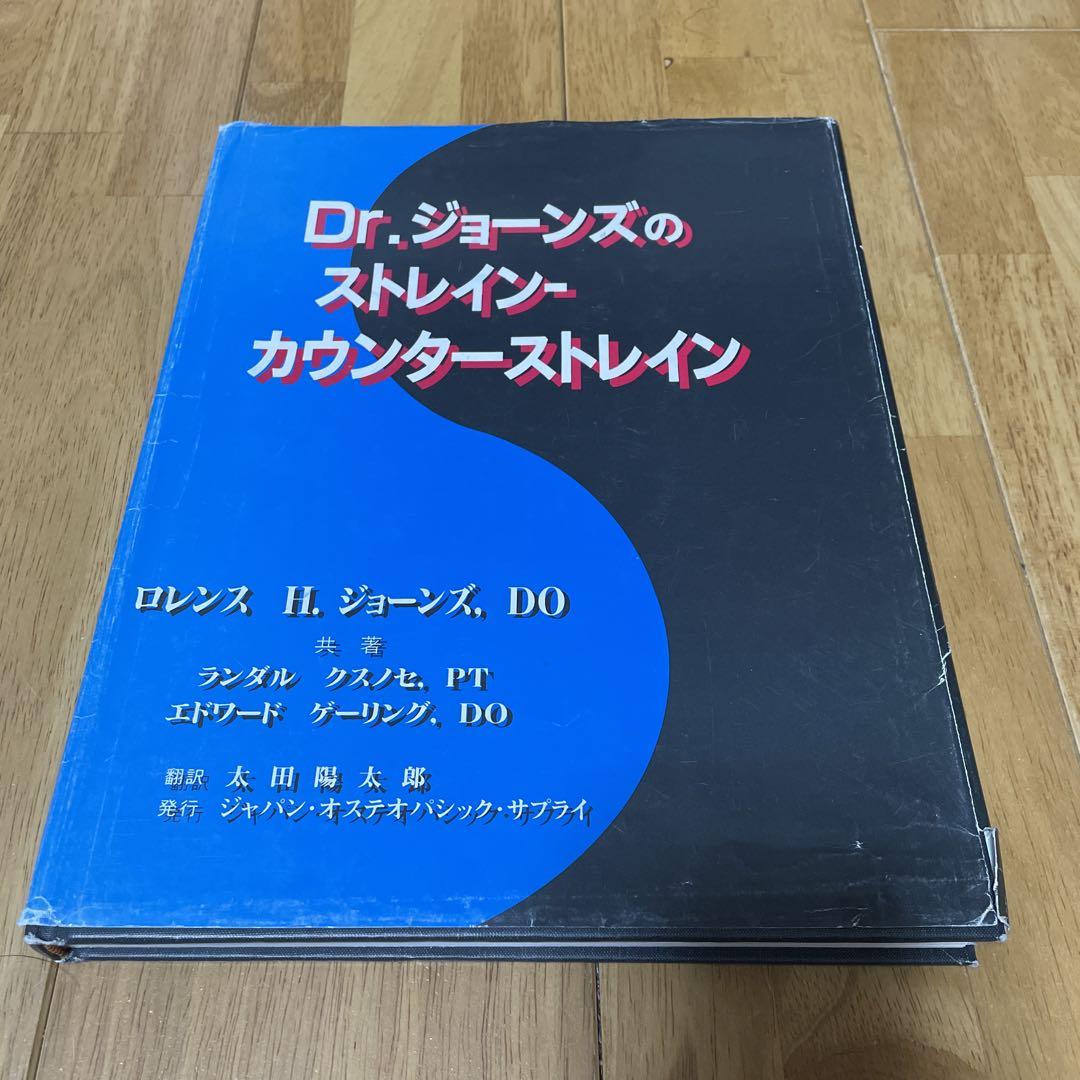 Dr.ジョーンズの
ストレイン-
カウンターストレイン
ロレンス H. ジョーンズ, DO
共著
ランダル クスノセ, PT
エドワード ゲーリング, DO
翻訳 太田陽太郎
発行 ジャパン・オステオパシック・サプライ